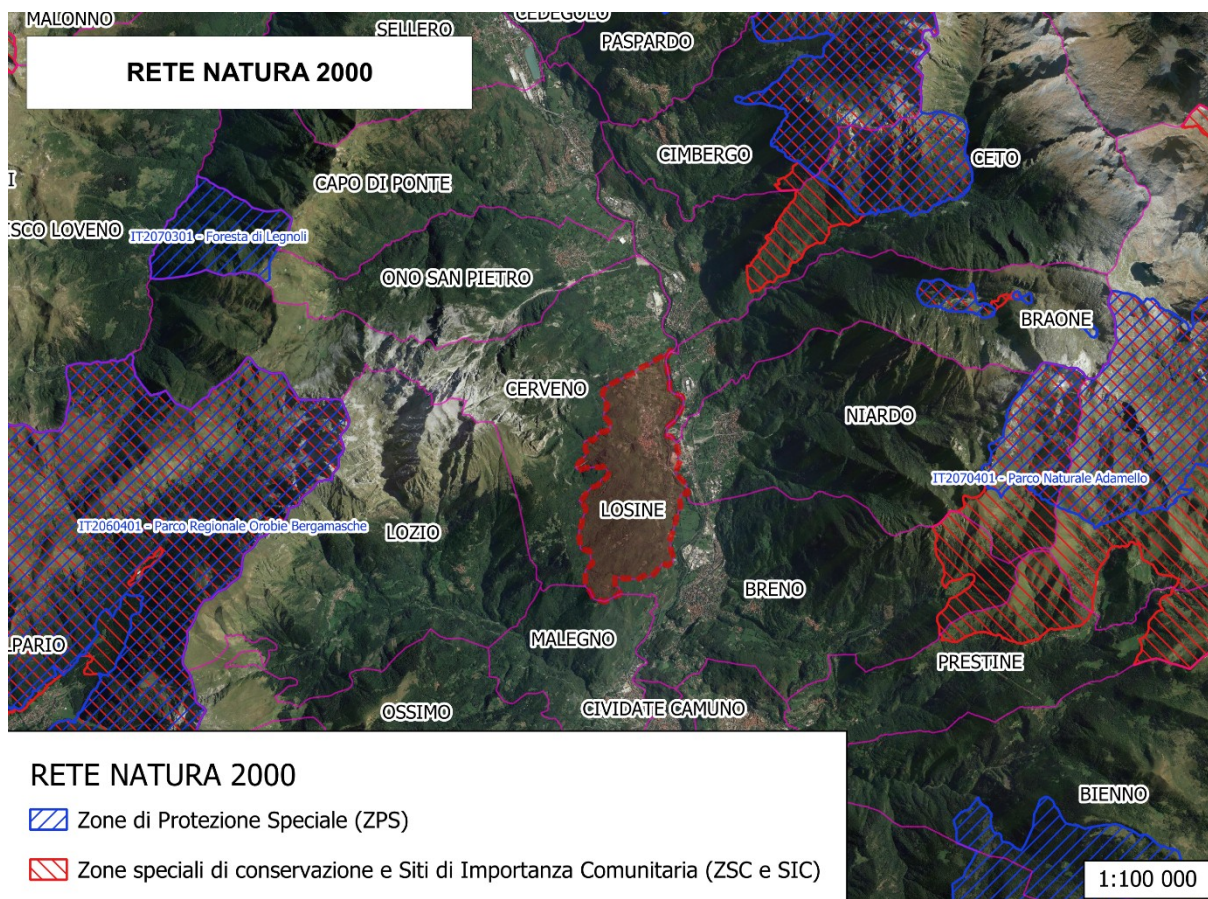 MALONNO
SELLERO
CEDEGOLO
PASPARDO
RETE NATURA 2000
CIMBERGO
CETO
CAPO DI PONTE
I
ISCO LOVENO
IT2070301 - Foresta di Legnoli
ONO SAN PIETRO
BRAONE
CERVENO
NIARDO
IT2070401 - Parco Naturale Adamello
LOSINE
IT2060401 - Parco Regionale Orobie Bergamasche
LOZIO
BRENO
MALEGNO
LPARIO
PRESTINE
OSSIMO
CIVIDATE CAMUNO
RETE NATURA 2000
Zone di Protezione Speciale (ZPS)
Zone speciali di conservazione e Siti di Importanza Comunitaria (ZSC e SIC)
BIENNO
1:100 000